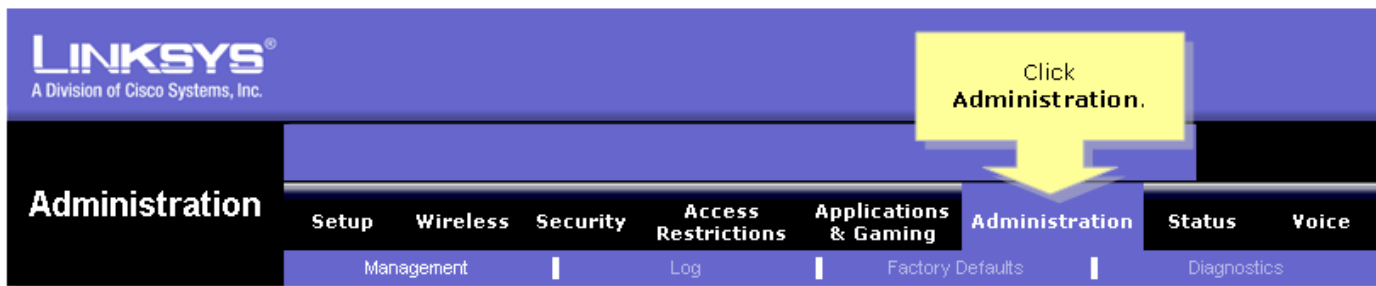 LINKSYS®
A Division of Cisco Systems, Inc.
Click
Administration.
Administration
Setup Wireless Security Access Restrictions Applications & Gaming Administration Status Voice
Management Log Factory Defaults Diagnostics